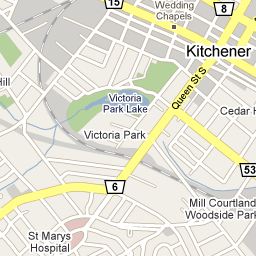 15
8
Wedding
Chapels
Kitchener
Hill
Victoria
Park Lake
Queen St S
Cedar H
Victoria Park
53
6
Mill Courtland
Woodside Park
St Marys
Hospital